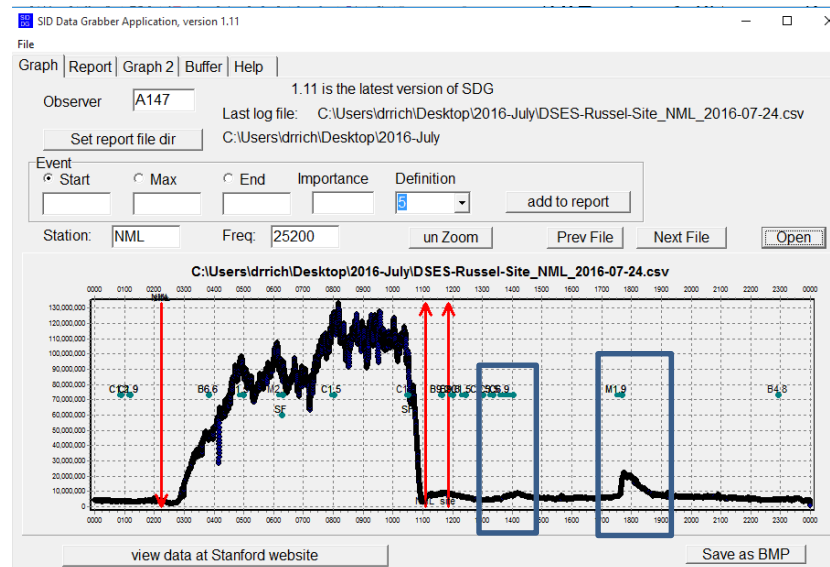 SID Data Grabber Application, version 1.11
File
Graph Report Graph 2 Buffer Help
1.11 is the latest version of SDG
Observer A147
Last log file: C:\Users\drrich\Desktop\2016-July\DSES-Russel-Site_NML_2016-07-24.csv
Set report file dir C:\Users\drrich\Desktop\2016-July
Event
Start Max End Importance Definition
5 add to report
Station: NML Freq: 25200 un Zoom Prev File Next File Open
C:\Users\drrich\Desktop\2016-July\DSES-Russel-Site_NML_2016-07-24.csv
0000 0100 0200 0300 0400 0500 0600 0700 0800 0900 1000 1100 1200 1300 1400 1500 1600 1700 1800 1900 2000 2100 2200 2300 0000
130,000,000
120,000,000
110,000,000
100,000,000
90,000,000
80,000,000
B6.6 C1.5 M1.9 B4.8
70,000,000
SF SF
60,000,000
50,000,000
40,000,000
30,000,000
20,000,000
10,000,000
0
0000 0100 0200 0300 0400 0500 0600 0700 0800 0900 1000 1100 1200 1300 1400 1500 1600 1700 1800 1900 2000 2100 2200 2300 0000
view data at Stanford website Save as BMP